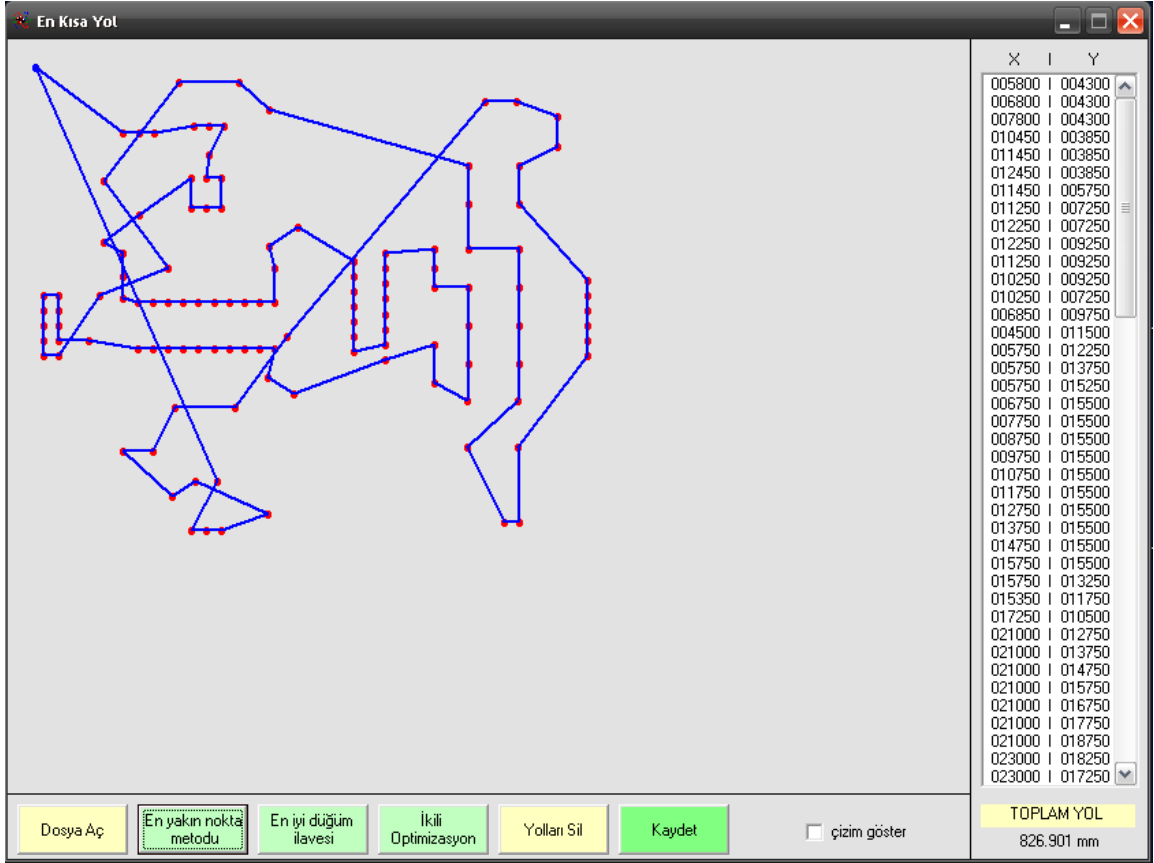 En Kısa Yol
X | Y
005800 | 004300
006800 | 004300
007800 | 004300
010450 | 003850
011450 | 003850
012450 | 003850
011450 | 005750
011250 | 007250
012250 | 007250
012250 | 009250
011250 | 009250
010250 | 009250
010250 | 007250
006850 | 009750
004500 | 011500
005750 | 012250
005750 | 013750
005750 | 015250
006750 | 015500
007750 | 015500
008750 | 015500
009750 | 015500
010750 | 015500
011750 | 015500
012750 | 015500
013750 | 015500
014750 | 015500
015750 | 015500
015750 | 013250
015350 | 011750
017250 | 010500
021000 | 012750
021000 | 013750
021000 | 014750
021000 | 015750
021000 | 016750
021000 | 017750
021000 | 018750
023000 | 018250
023000 | 017250
TOPLAM YOL
826.901 mm
Dosya Aç
En yakın nokta
metodu
En iyi düğüm
ilavesi
İkili
Optimizasyon
Yolları Sil
Kaydet
çizim göster